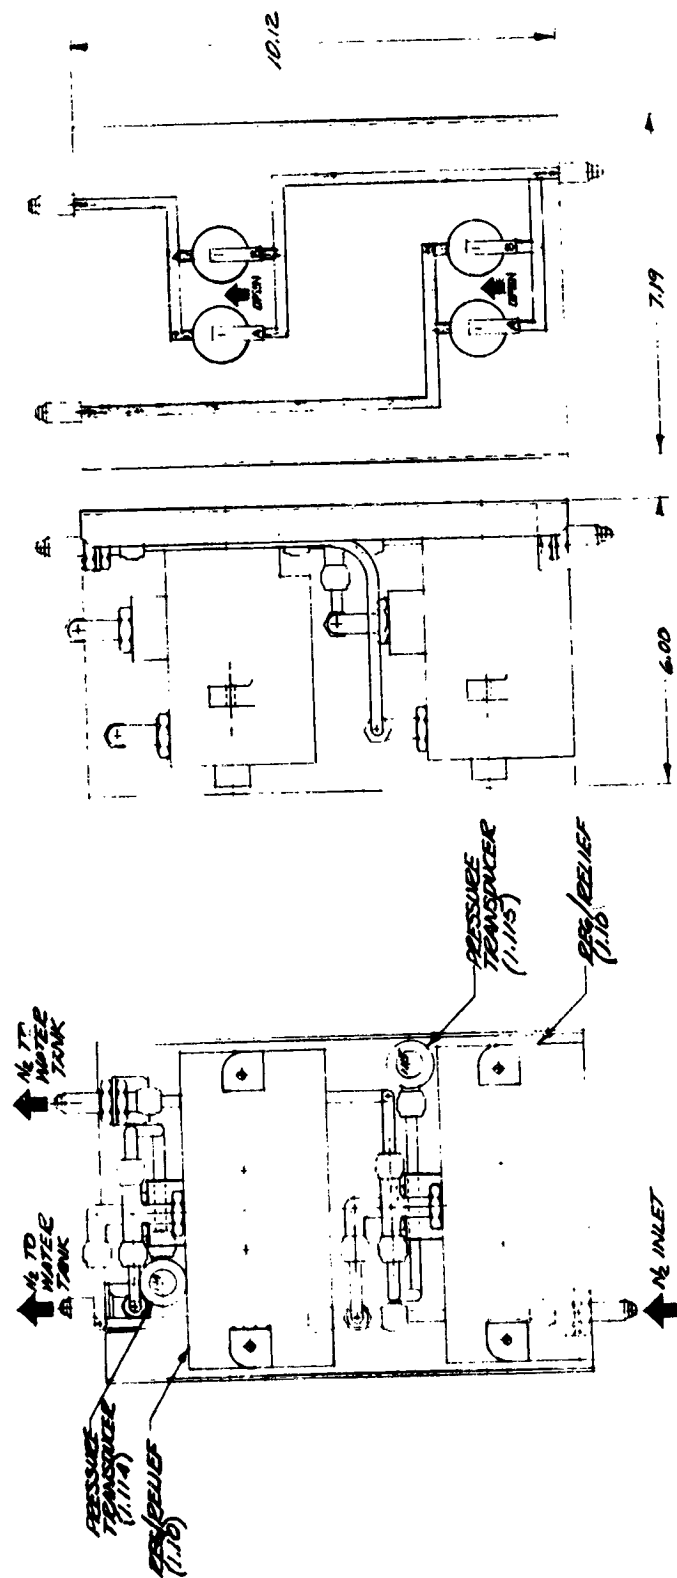 10.12
OPEN
OPEN
7.19
6.00
PRESSURE
TRANSDUCER
(1.115)
REG/RELIEF
(1.10)
N2 TO
WATER
TANK
N2 TO
WATER
TANK
N2 INLET
PRESSURE
TRANSDUCER
(1.114)
REG/RELIEF
(1.10)